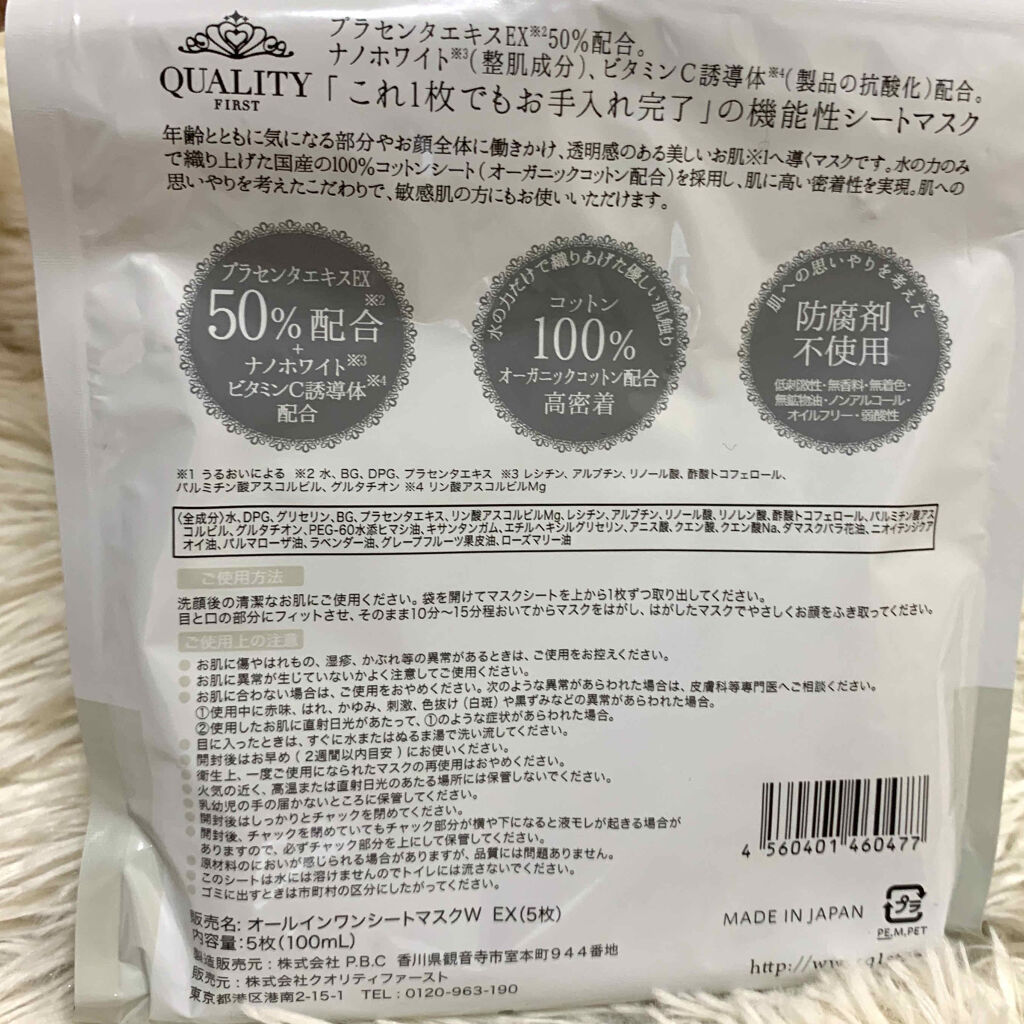 QUALITY
FIRST
プラセンタエキスEX※2 50%配合。
ナノホワイト※3(整肌成分)、ビタミンC誘導体※4(製品の抗酸化)配合。
「これ1枚でもお手入れ完了」の機能性シートマスク
年齢とともに気になる部分やお顔全体に働きかけ、透明感のある美しいお肌※1へ導くマスクです。水の力のみ
で織り上げた国産の100%コットンシート(オーガニックコットン配合)を採用し、肌に高い密着性を実現。肌への
思いやりを考えたこだわりで、敏感肌の方にもお使いいただけます。
プラセンタエキスEX
※2
50%配合
+
ナノホワイト※3
ビタミンC誘導体※4
配合
水の力だけで織りあげた優しい肌触り
コットン
100%
オーガニックコットン配合
高密着
肌への思いやりを考えた
防腐剤
不使用
低刺激性・無香料・無着色・
無鉱物油・ノンアルコール・
オイルフリー・弱酸性
※1 うるおいによる ※2 水、BG、DPG、プラセンタエキス ※3 レシチン、アルブチン、リノール酸、酢酸トコフェロール、
パルミチン酸アスコルビル、グルタチオン ※4 リン酸アスコルビルMg
〈全成分〉水、DPG、グリセリン、BG、プラセンタエキス、リン酸アスコルビルMg、レシチン、アルブチン、リノール酸、リノレン酸、酢酸トコフェロール、パルミチン酸アス
コルビル、グルタチオン、PEG-60水添ヒマシ油、キサンタンガム、エチルヘキシルグリセリン、アニス酸、クエン酸、クエン酸Na、ダマスクバラ花油、ニオイテンジクア
オイ油、パルマローザ油、ラベンダー油、グレープフルーツ果皮油、ローズマリー油
ご使用方法
洗顔後の清潔なお肌にご使用ください。袋を開けてマスクシートを上から1枚ずつ取り出してください。
目と口の部分にフィットさせ、そのまま10分〜15分程おいてからマスクをはがし、はがしたマスクでやさしくお顔をふき取ってください。
ご使用上の注意
お肌に傷やはれもの、湿疹、かぶれ等の異常があるときは、ご使用をお控えください。
お肌に異常が生じていないかよく注意してご使用ください。
お肌に合わない場合は、ご使用をおやめください。次のような異常があらわれた場合は、皮膚科等専門医へご相談ください。
①使用中に赤味、はれ、かゆみ、刺激、色抜け(白斑)や黒ずみなどの異常があらわれた場合。
②使用したお肌に直射日光があたって、①のような症状があらわれた場合。
目に入ったときは、すぐに水またはぬるま湯で洗い流してください。
開封後はお早め(2週間以内目安)にお使いください。
衛生上、一度ご使用になられたマスクの再使用はおやめください。
火気の近く、高温または直射日光のあたる場所には保管しないでください。
乳幼児の手の届かないところに保管してください。
開封後はしっかりとチャックを閉めてください。
開封後、チャックを閉めていてもチャック部分が横や下になると液モレが起きる場合が
ありますので、必ずチャック部分を上にして保管してください。
原材料のにおいが感じられる場合がありますが、品質には問題ありません。
このシートは水には溶けませんのでトイレには流さないでください。
ゴミに出すときは市町村の区分にしたがってください。
4 560401 460477
販売名: オールインワンシートマスクW EX(5枚)
内容量:5枚(100mL)
製造販売元:株式会社 P.B.C 香川県観音寺市室本町944番地
販売元:株式会社クオリティファースト
東京都港区港南2-15-1 TEL:0120-963-190
MADE IN JAPAN
プラ
PE,M,PET